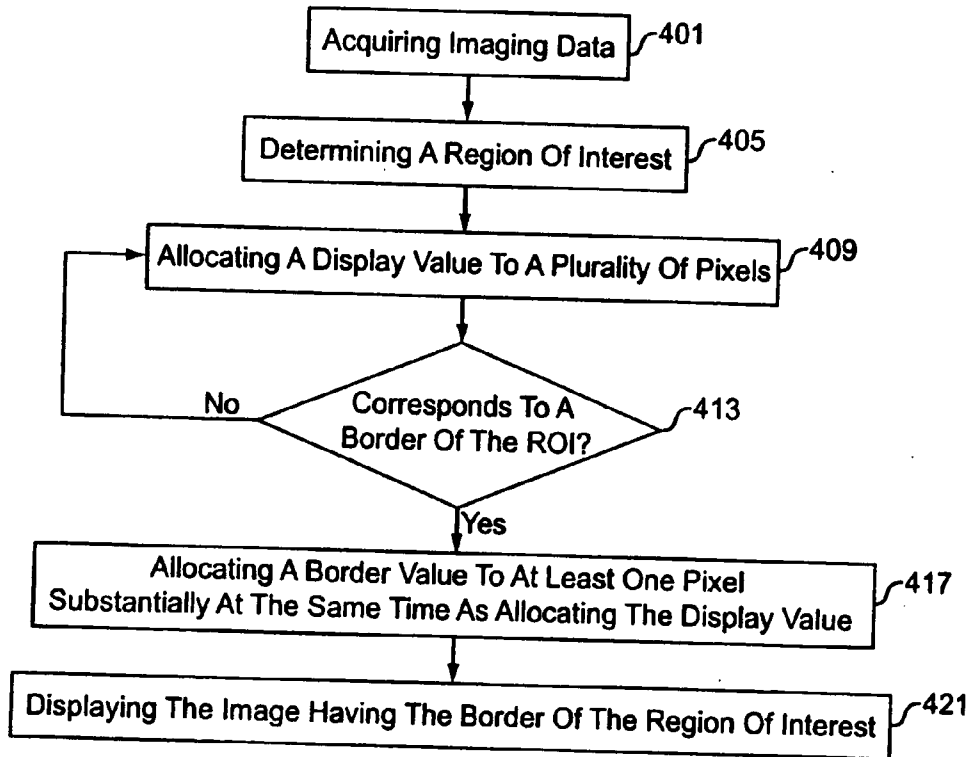 Acquiring Imaging Data
401
Determining A Region Of Interest
405
Allocating A Display Value To A Plurality Of Pixels
409
Corresponds To A
Border Of The ROI?
413
No
Yes
Allocating A Border Value To At Least One Pixel
Substantially At The Same Time As Allocating The Display Value
417
Displaying The Image Having The Border Of The Region Of Interest
421